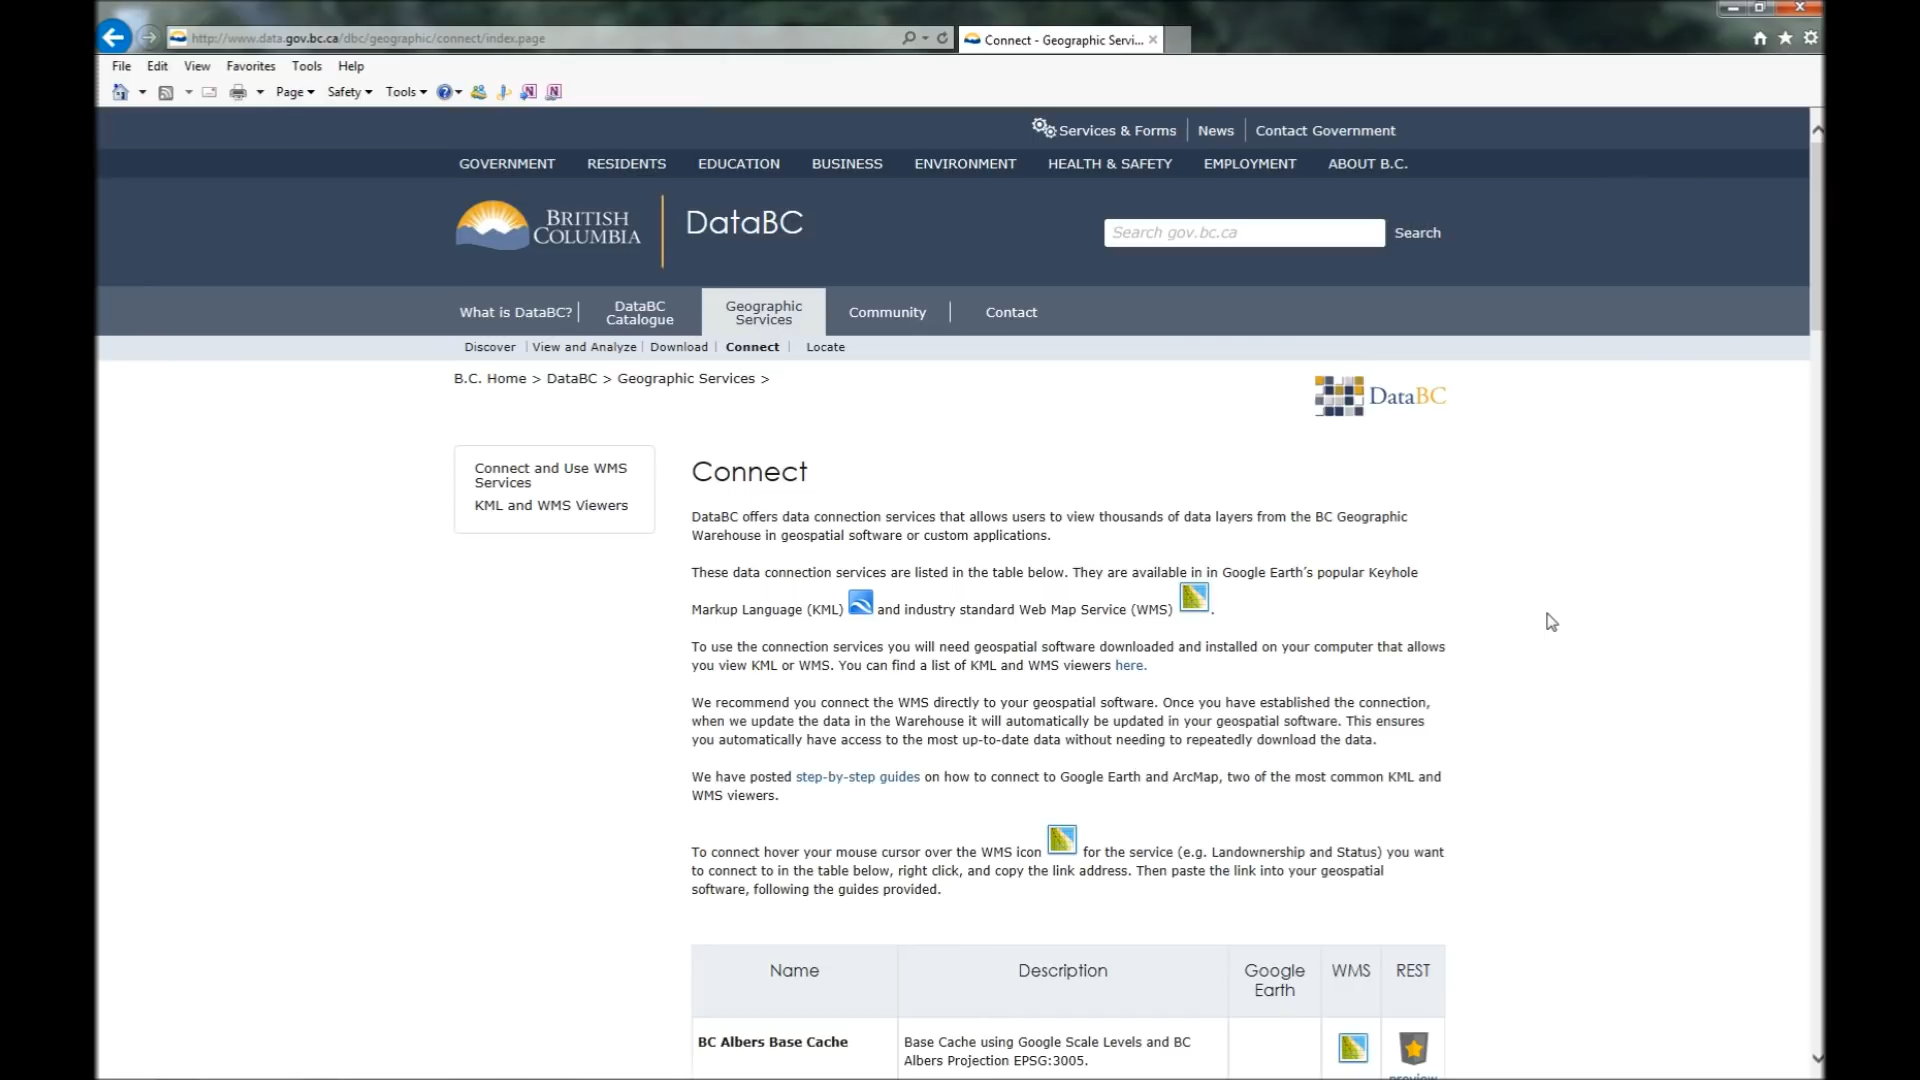 http://www.data.gov.bc.ca/dbc/geographic/connect/index.page
Connect - Geographic Servi...
File Edit View Favorites Tools Help
Page Safety Tools
Services & Forms News Contact Government
GOVERNMENT RESIDENTS EDUCATION BUSINESS ENVIRONMENT HEALTH & SAFETY EMPLOYMENT ABOUT B.C.
BRITISH
COLUMBIA
DataBC
Search gov.bc.ca Search
What is DataBC?
DataBC
Catalogue
Geographic
Services
Community
Contact
Discover View and Analyze Download Connect Locate
B.C. Home > DataBC > Geographic Services >
DataBC
Connect and Use WMS
Services
KML and WMS Viewers
Connect
DataBC offers data connection services that allows users to view thousands of data layers from the BC Geographic
Warehouse in geospatial software or custom applications.
These data connection services are listed in the table below. They are available in in Google Earth's popular Keyhole
Markup Language (KML) and industry standard Web Map Service (WMS) .
To use the connection services you will need geospatial software downloaded and installed on your computer that allows
you view KML or WMS. You can find a list of KML and WMS viewers here.
We recommend you connect the WMS directly to your geospatial software. Once you have established the connection,
when we update the data in the Warehouse it will automatically be updated in your geospatial software. This ensures
you automatically have access to the most up-to-date data without needing to repeatedly download the data.
We have posted step-by-step guides on how to connect to Google Earth and ArcMap, two of the most common KML and
WMS viewers.
To connect hover your mouse cursor over the WMS icon for the service (e.g. Landownership and Status) you want
to connect to in the table below, right click, and copy the link address. Then paste the link into your geospatial
software, following the guides provided.
Name Description Google Earth WMS REST
BC Albers Base Cache
Base Cache using Google Scale Levels and BC
Albers Projection EPSG:3005.
preview